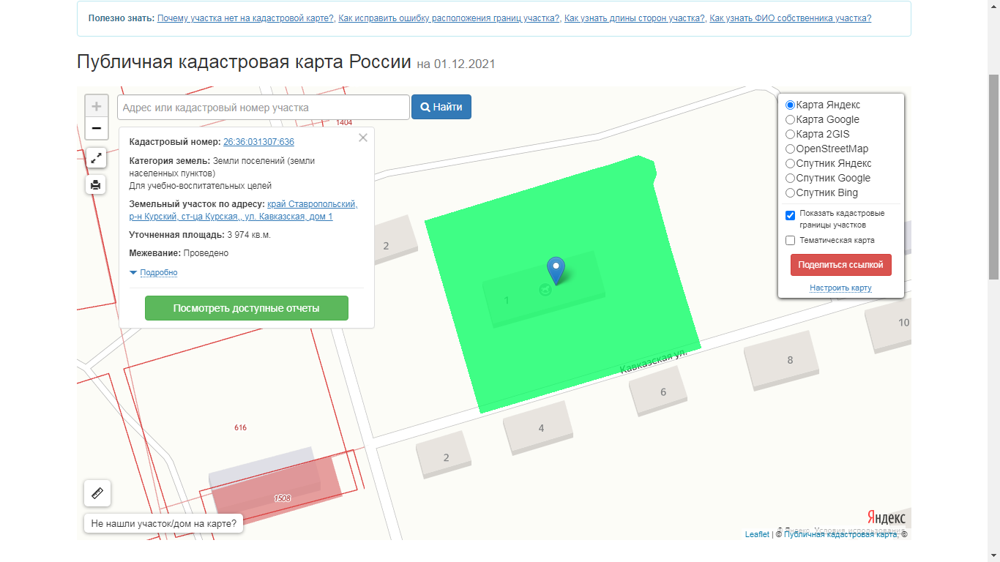 Полезно знать: Почему участка нет на кадастровой карте?, Как исправить ошибку расположения границ участка?, Как узнать длины сторон участка?, Как узнать ФИО собственника участка?
Публичная кадастровая карта России на 01.12.2021
+
−
Адрес или кадастровый номер участка
Найти
1404
Кадастровый номер: 26:36:031307:636
×
Категория земель: Земли поселений (земли
населенных пунктов)
Для учебно-воспитательных целей
Земельный участок по адресу: край Ставропольский,
р-н Курский, ст-ца Курская,, ул. Кавказская, дом 1
Уточненная площадь: 3 974 кв.м.
Межевание: Проведено
Подробно
Посмотреть доступные отчеты
Карта Яндекс
Карта Google
Карта 2GIS
OpenStreetMap
Спутник Яндекс
Спутник Google
Спутник Bing
Показать кадастровые
границы участков
Тематическая карта
Поделиться ссылкой
Настроить карту
2
1
10
8
Кавказская ул.
6
4
2
616
1508
Не нашли участок/дом на карте?
Яндекс
© Яндекс Условия использования
Leaflet | © Публичная кадастровая карта, ©